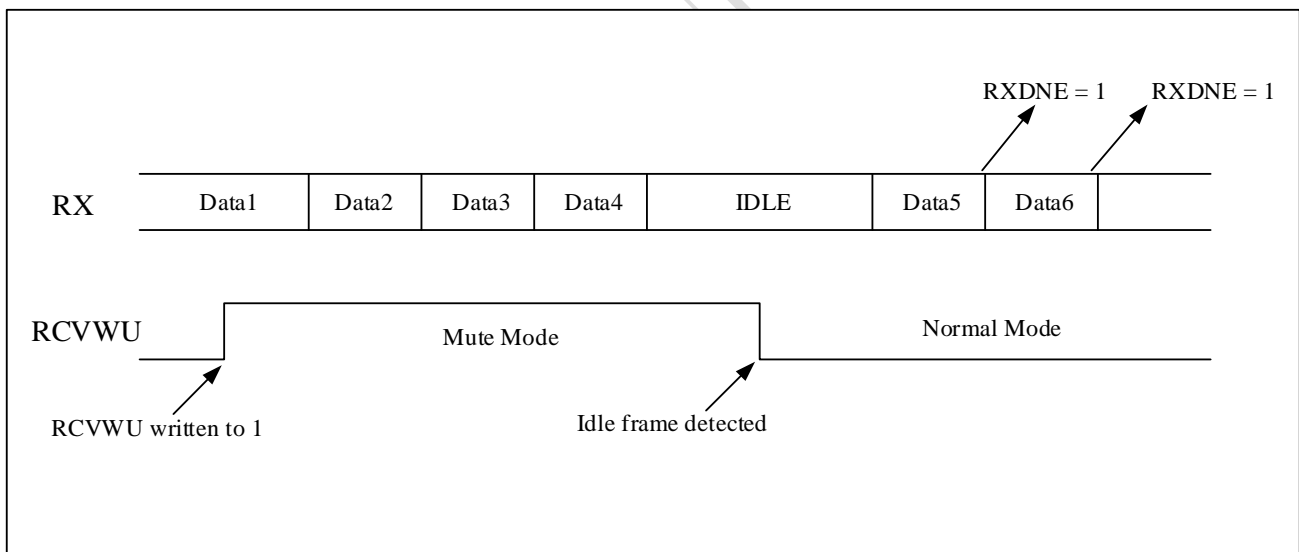 RXDNE = 1 RXDNE = 1
RX Data1 Data2 Data3 Data4 IDLE Data5 Data6
RCVWU Mute Mode Normal Mode
RCVWU written to 1 Idle frame detected